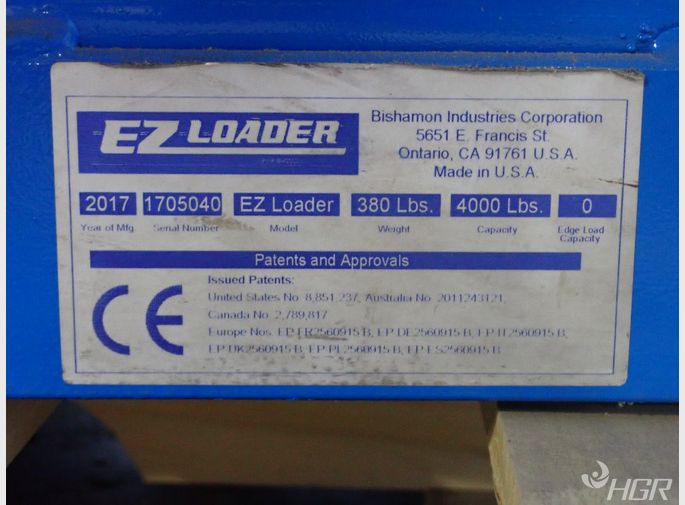 EZ LOADER
Bishamon Industries Corporation
5651 E. Francis St.
Ontario, CA 91761 U.S.A.
Made in U.S.A.
2017 1705040 EZ Loader 380 Lbs. 4000 Lbs. 0
Year of Mfg. Serial Number Model Weight Capacity Edge Load Capacity
Patents and Approvals
CE
Issued Patents:
United States No. 8,851,237, Australia No. 2011243121,
Canada No. 2,789,817
Europe Nos. EP-FR2560915 B, EP-DE2560915 B, EP-IT2560915 B,
EP-DK2560915 B, EP-PL2560915 B, EP-ES2560915 B
HGR